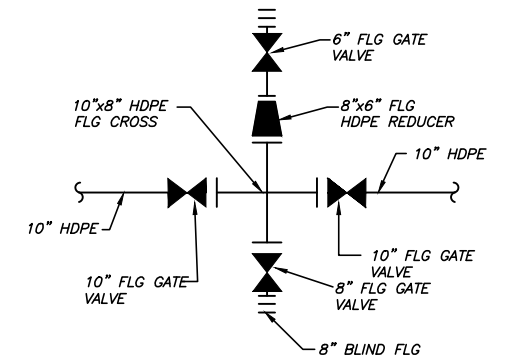 6" FLG GATE
VALVE
10"x8" HDPE
FLG CROSS
8"x6" FLG
HDPE REDUCER
10" HDPE
10" HDPE
10" FLG GATE
VALVE
10" FLG GATE
VALVE
8" FLG GATE
VALVE
8" BLIND FLG